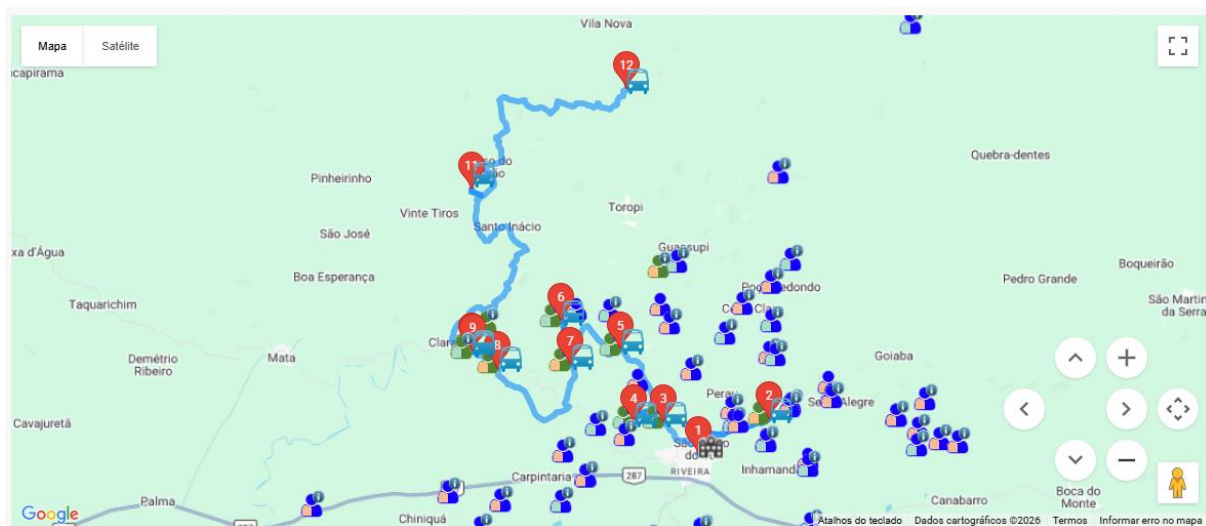 Mapa
Satélite
Vila Nova
12
Quebra-dentes
11
Pinheirinho
Vinte Tiros
Toropi
Santo Inácio
São José
Guassupi
xa d'Água
Boqueirão
Boa Esperança
Pedro Grande
Taquarichim
São Martin
da Serra
6
5
9
7
8
Goiaba
Mata
Demétrio
Ribeiro
2
4
3
Cavajuretã
1
RIVEIRA
Carpintaria
287
Canabarro
Boca do
Monte
Palma
Chiniquá
Google
Atalhos do teclado
Dados cartográficos ©2026
Termos
Informar erro no mapa